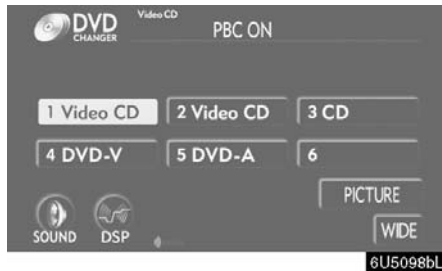 DVD CHANGER Video CD PBC ON
1 Video CD 2 Video CD 3 CD
4 DVD-V 5 DVD-A 6
PICTURE
SOUND DSP WIDE
6U5098bL